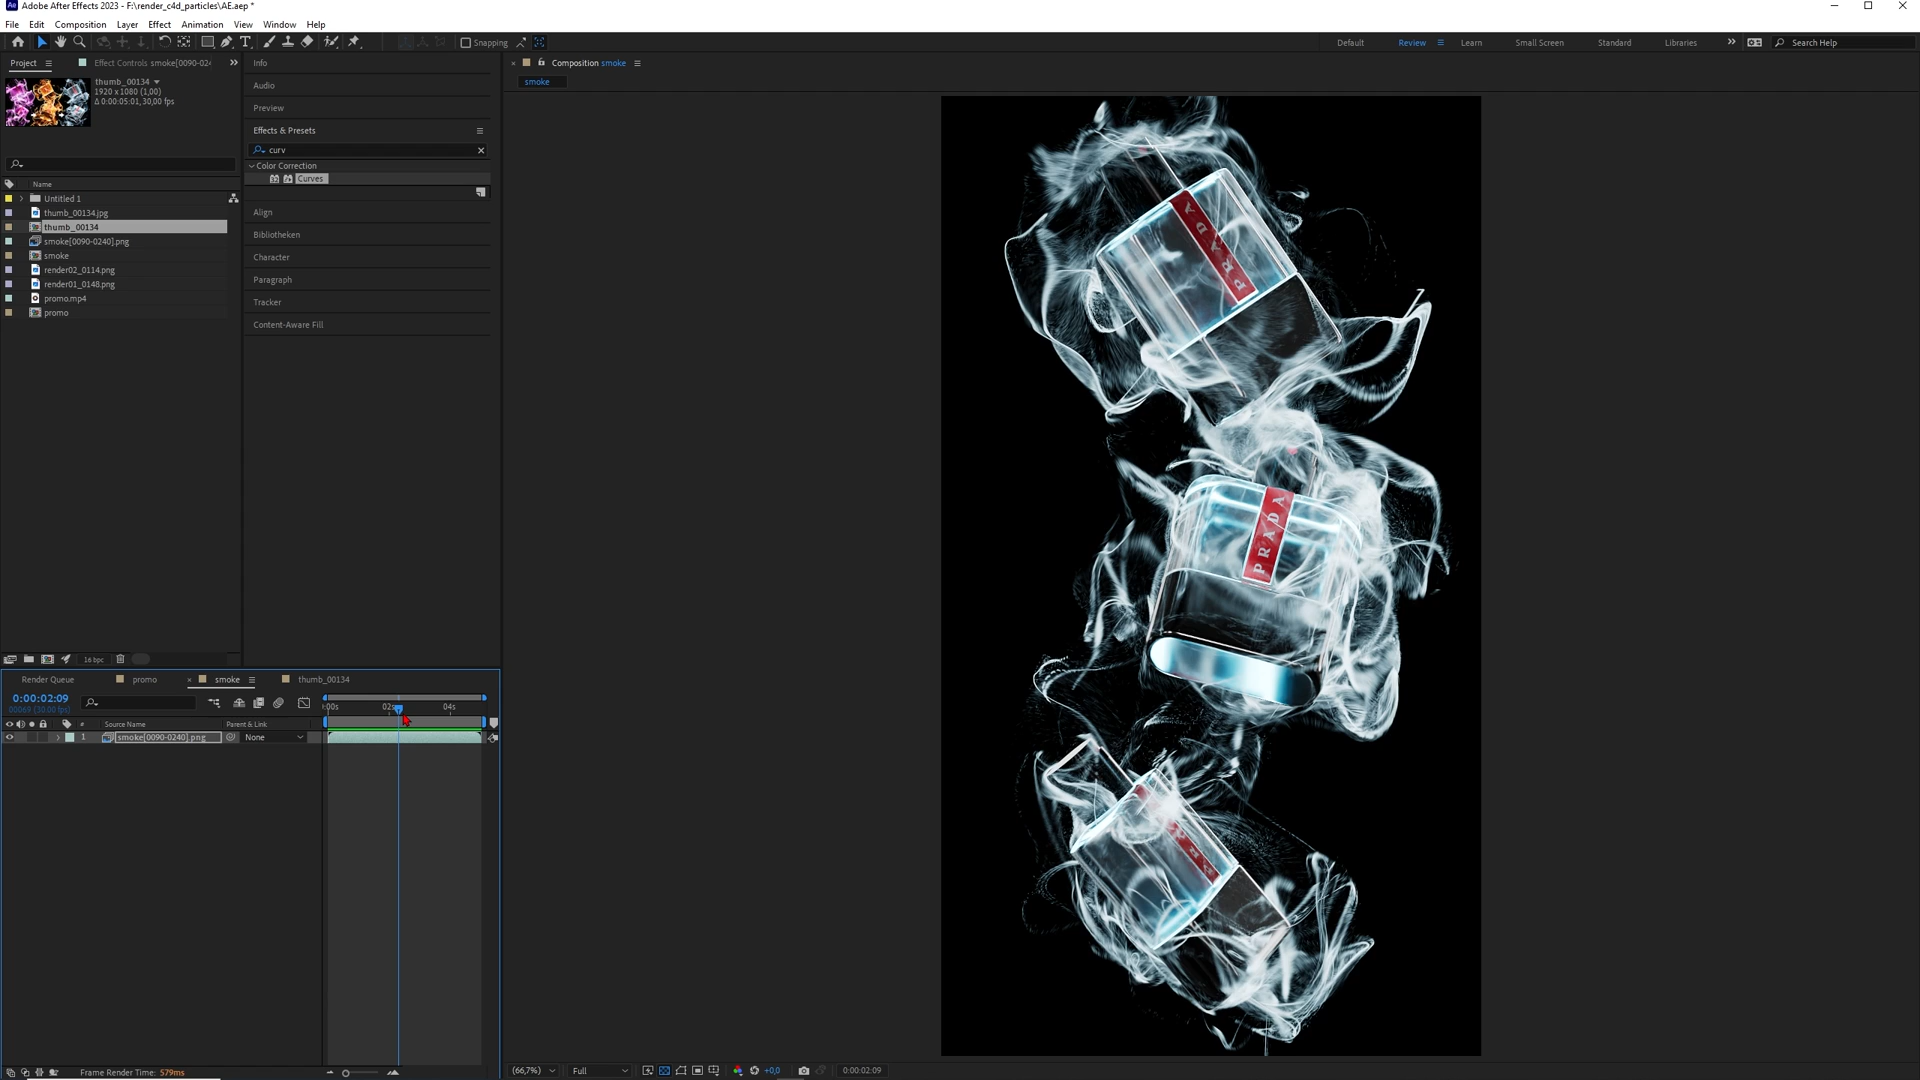 Adobe After Effects 2023 - F:\render_c4d_particles\AE.aep *
File Edit Composition Layer Effect Animation View Window Help
Snapping Default Review Learn Small Screen Standard Libraries Search Help
Project Effect Controls smoke[0090-024
thumb_00134
1920 x 1080 (1,00)
Δ 0:00:05:01, 30,00 fps
Name
Untitled 1
thumb_00134.jpg
thumb_00134
smoke[0090-0240].png
smoke
render02_0114.png
render01_0148.png
promo.mp4
promo
16 bpc
Info
Audio
Preview
Effects & Presets
curv
Color Correction
Curves
Align
Bibliotheken
Character
Paragraph
Tracker
Content-Aware Fill
Composition smoke
smoke
PRADA
PRADA
PR
Render Queue promo smoke thumb_00134
0:00:02:09
00069 (30.00 fps)
:00s 02s 04s
# Source Name Parent & Link
1 smoke[0090-0240].png None
Frame Render Time: 579ms
(66,7%) Full +0,0 0:00:02:09